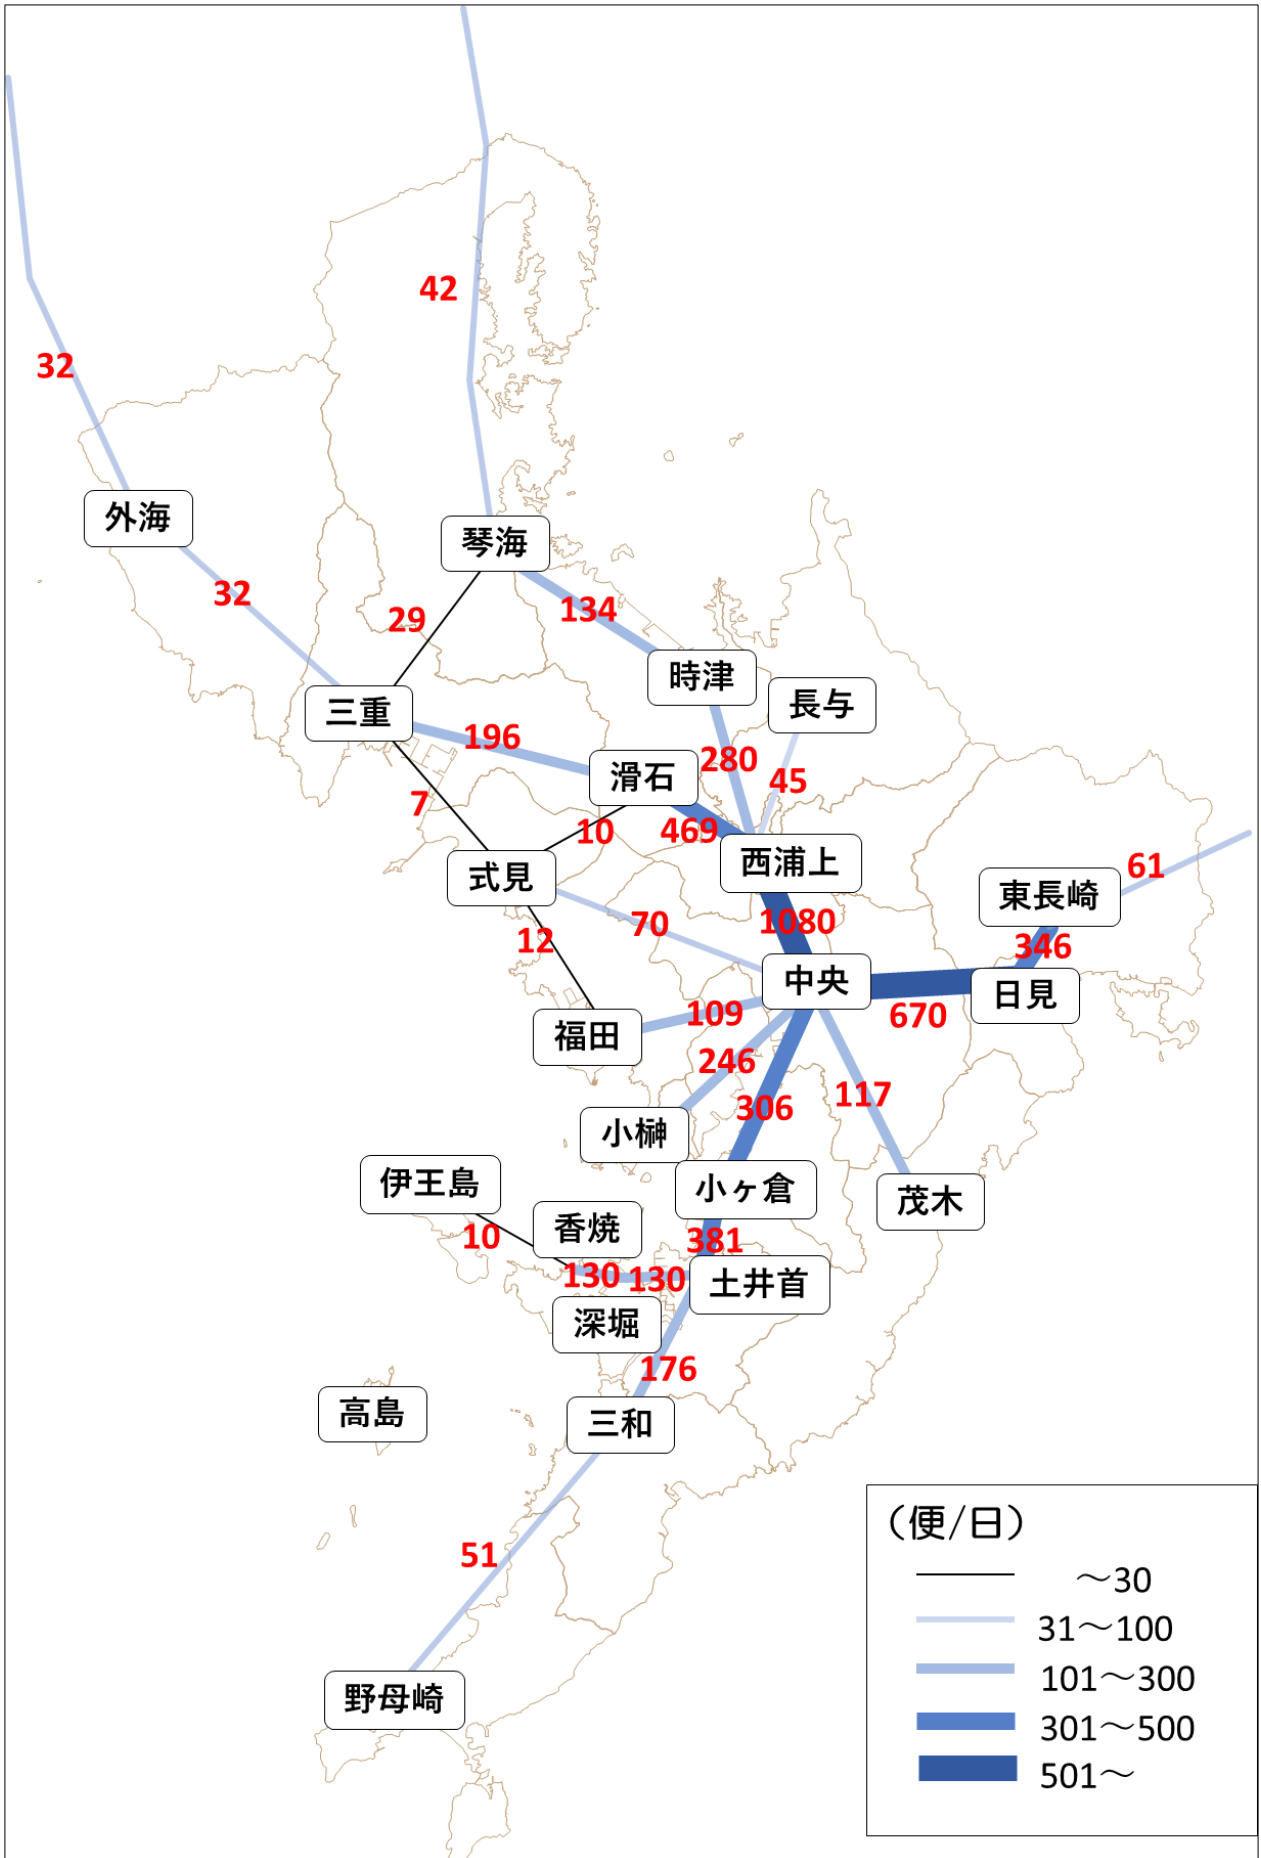 42
32
外海
琴海
32
29
134
時津
長与
三重
196
280
滑石
45
7
10
469
西浦上
式見
61
東長崎
70
1080
12
346
中央
日見
109
670
福田
246
306
117
小榊
伊王島
小ヶ倉
茂木
香焼
10
381
130
130
土井首
深堀
176
高島
三和
51
野母崎
（便/日）
～30
31～100
101～300
301～500
501～